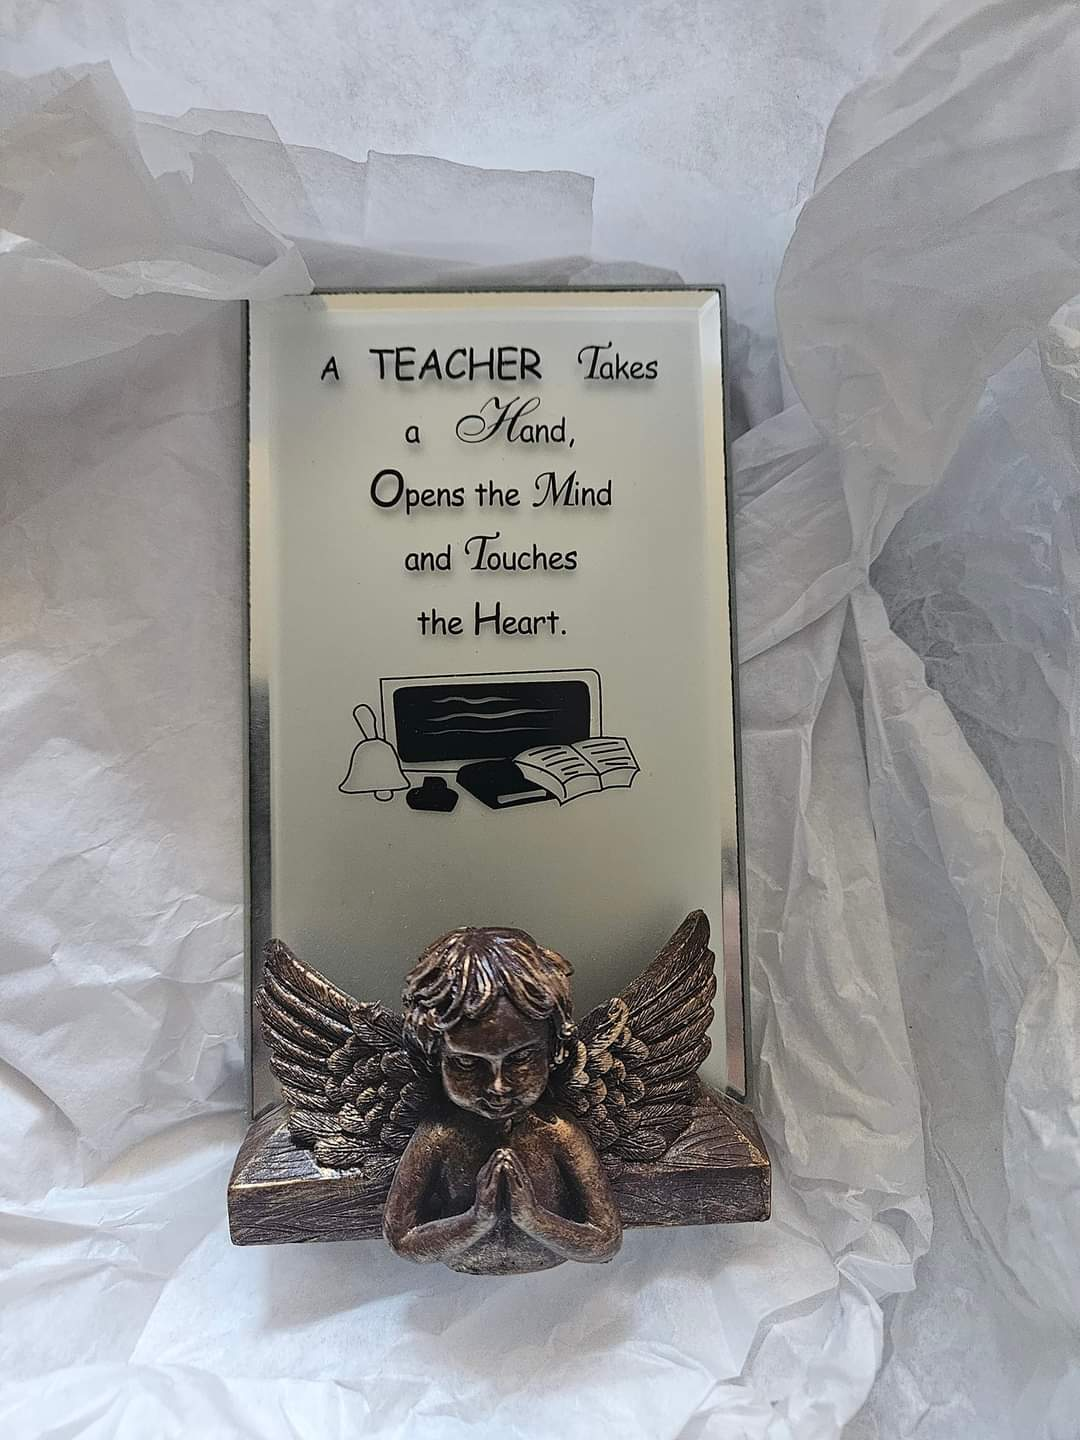 A TEACHER Takes
a Hand,
Opens the Mind
and Touches
the Heart.